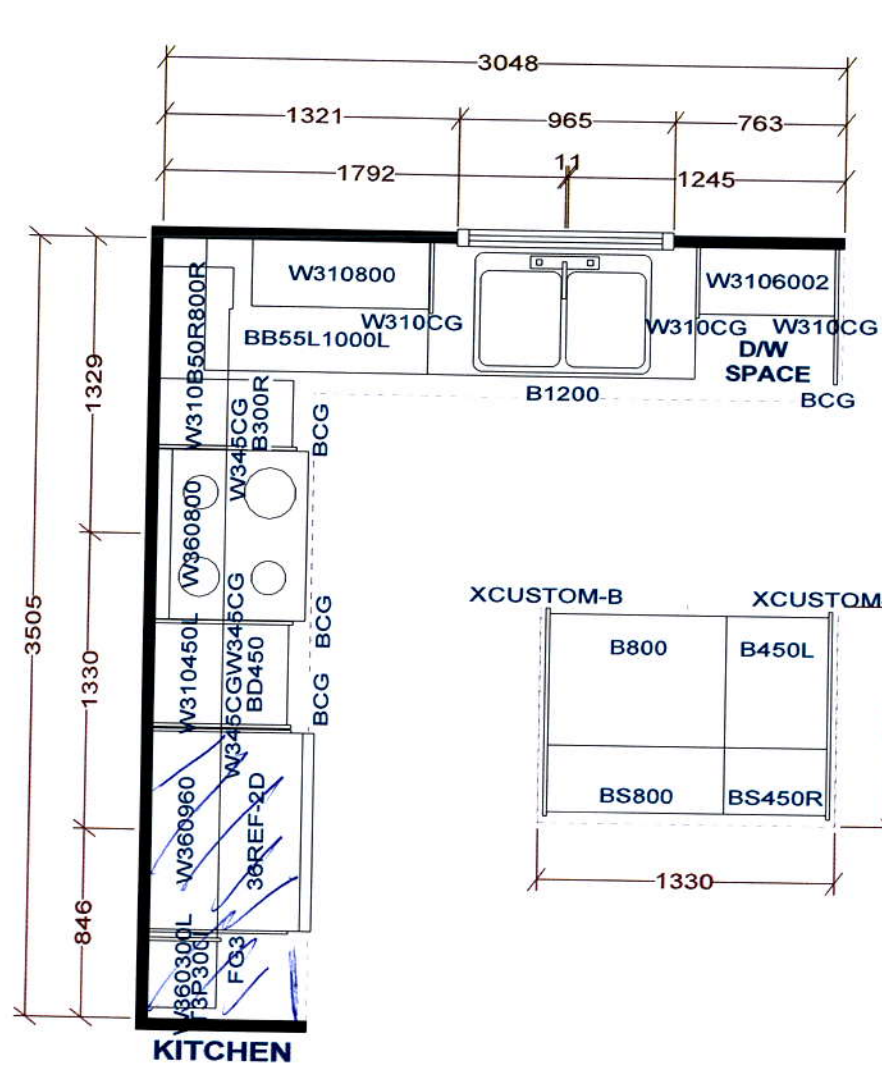 3048
1321 965 763
1792 11 1245
W310800
W3106002
W310CG
W310CG
W310CG
BB55L1000L
D/W
SPACE
B1200
BCG
W310B50R800R
W345CG
B300R
BCG
1329
W360800
3505
1330
W310450L
W345CGW345CG
BD450
BCG
BCG
XCUSTOM-B
XCUSTOM
B800
B450L
BS800
BS450R
W360960
36REF-2D
1330
846
W360300L
FG3
KITCHEN